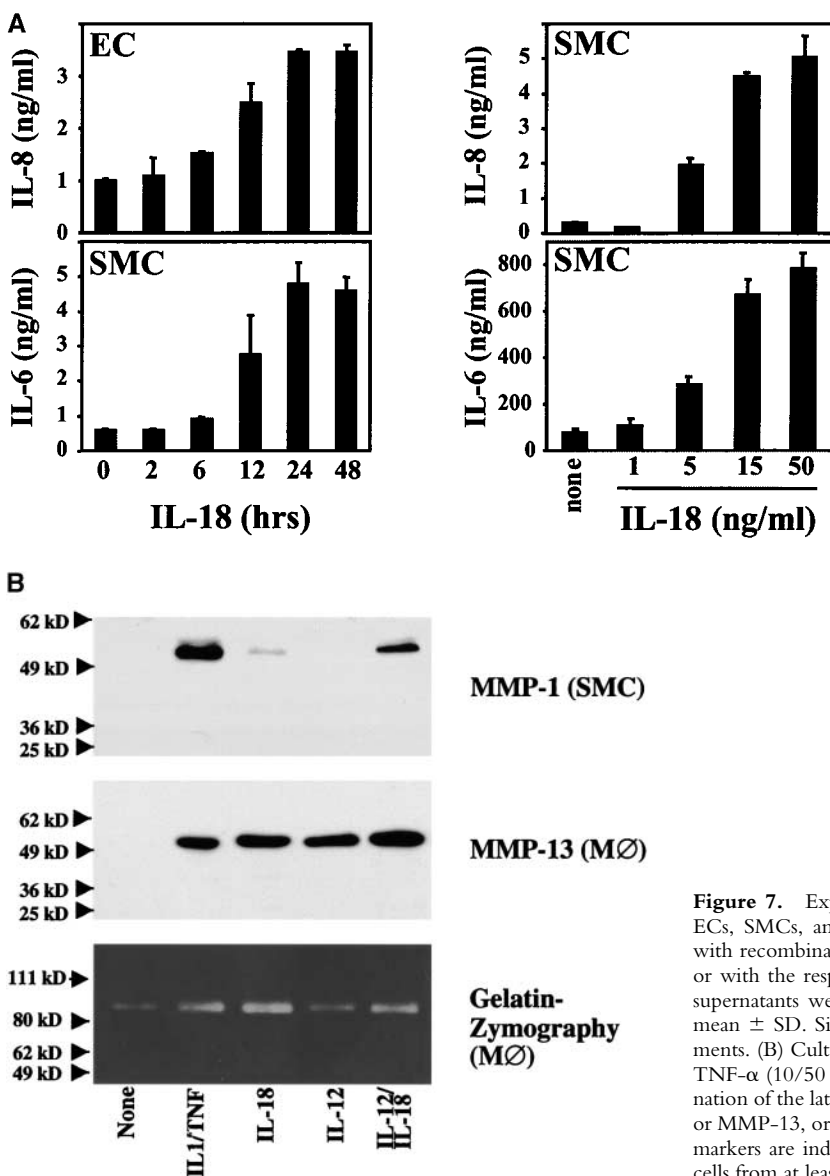 A
EC
IL-8 (ng/ml)
3
2
1
0
SMC
IL-6 (ng/ml)
5
4
3
2
1
0
0 2 6 12 24 48
IL-18 (hrs)
SMC
IL-8 (ng/ml)
5
4
3
2
1
0
SMC
IL-6 (ng/ml)
800
600
400
200
0
none 1 5 15 50
IL-18 (ng/ml)
B
62 kD
49 kD
36 kD
25 kD
MMP-1 (SMC)
62 kD
49 kD
36 kD
25 kD
MMP-13 (MØ)
111 kD
80 kD
62 kD
49 kD
Gelatin-
Zymography
(MØ)
None IL1/TNF IL-18 IL-12 IL-12/
IL-18
Figure 7. Exp
ECs, SMCs, an
with recombina
or with the resp
supernatants we
mean ± SD. Si
ments. (B) Cult
TNF-α (10/50
nation of the lat
or MMP-13, or
markers are ind
cells from at leas